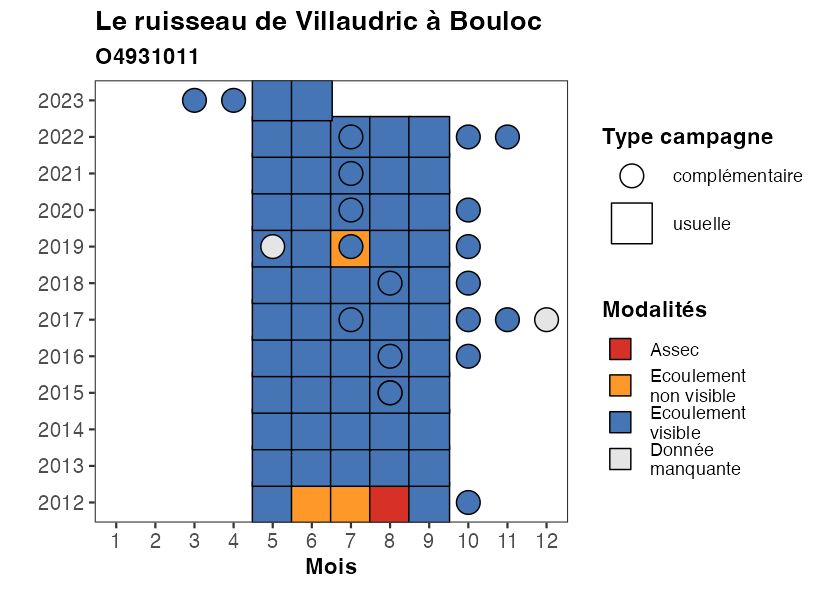 Le ruisseau de Villaudric à Bouloc
O4931011
2023
2022
2021
2020
2019
2018
2017
2016
2015
2014
2013
2012
1 2 3 4 5 6 7 8 9 10 11 12
Mois
Type campagne
complémentaire
usuelle
Modalités
Assec
Ecoulement
non visible
Ecoulement
visible
Donnée
manquante